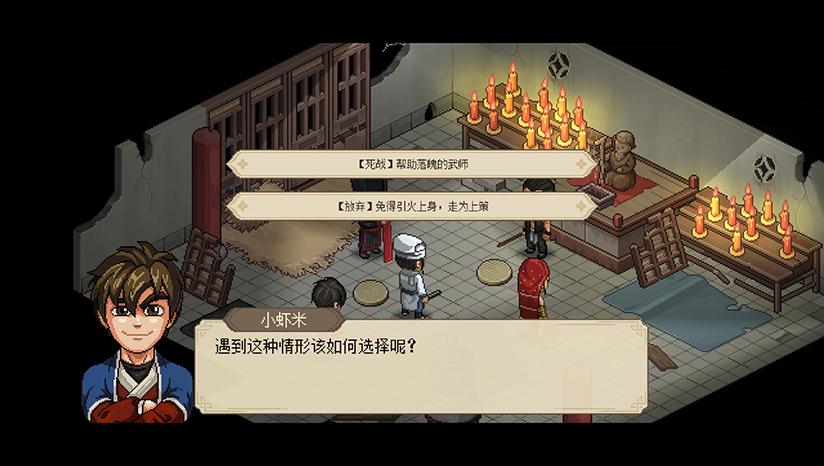 【死战】帮助落魄的武师
【放弃】免得引火上身，走为上策
小虾米
遇到这种情形该如何选择呢？